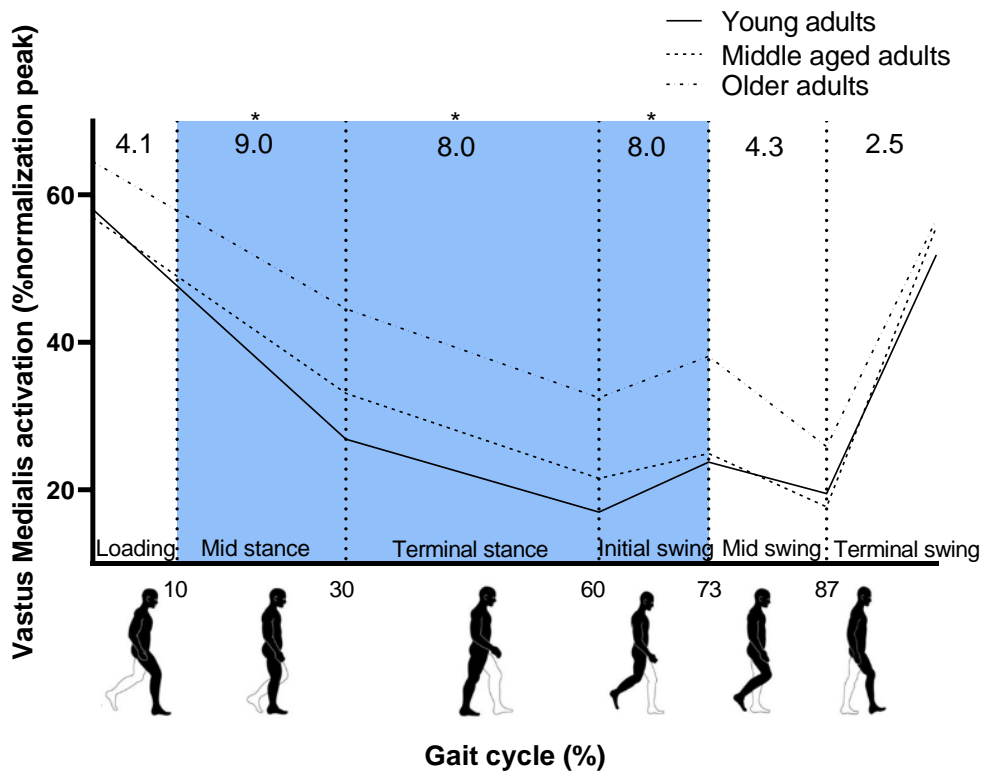 Young adults
Middle aged adults
Older adults
* * *
4.1 9.0 8.0 8.0 4.3 2.5
Vastus Medialis activation (%normalization peak)
60
40
20
Loading Mid stance Terminal stance Initial swing Mid swing Terminal swing
10 30 60 73 87
Gait cycle (%)